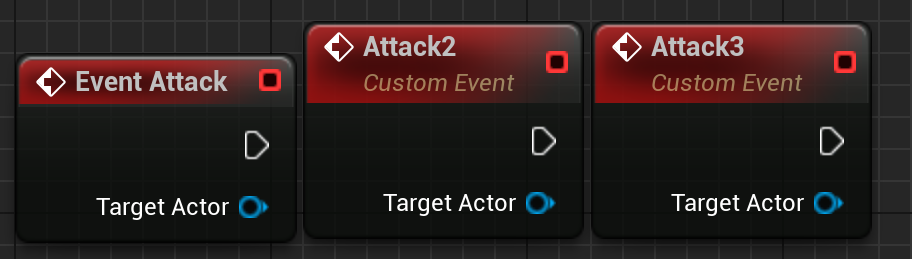 Event Attack
Target Actor
Attack2
Custom Event
Target Actor
Attack3
Custom Event
Target Actor